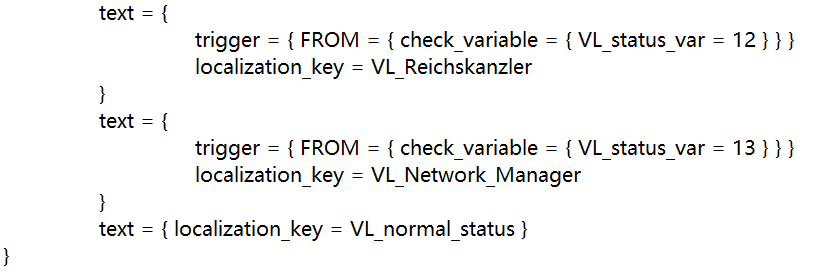 text = {
trigger = { FROM = { check_variable = { VL_status_var = 12 } } }
localization_key = VL_Reichskanzler
}
text = {
trigger = { FROM = { check_variable = { VL_status_var = 13 } } }
localization_key = VL_Network_Manager
}
text = { localization_key = VL_normal_status }
}